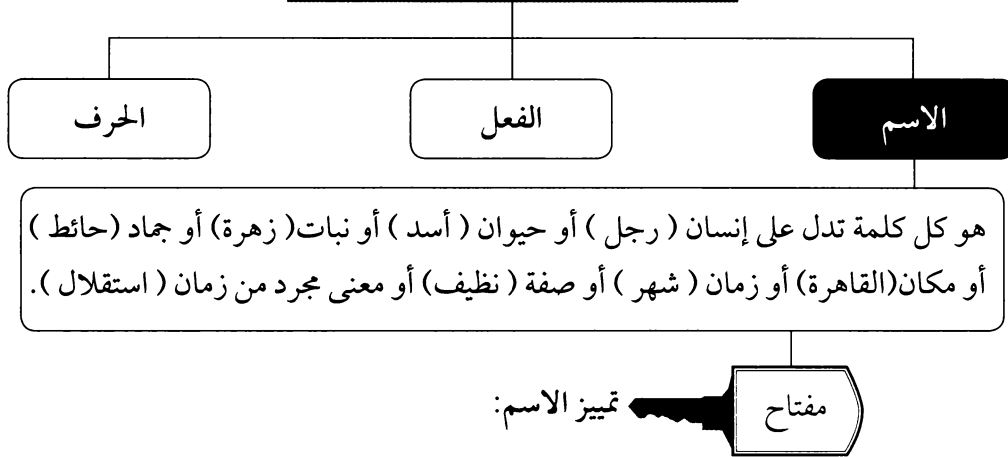 الاسم
الفعل
الحرف
هو كل كلمة تدل على إنسان ( رجل ) أو حيوان ( أسد ) أو نبات( زهرة) أو جماد (حائط )
أو مكان(القاهرة) أو زمان ( شهر ) أو صفة ( نظيف) أو معنى مجرد من زمان ( استقلال ).
مفتاح
تمييز الاسم: